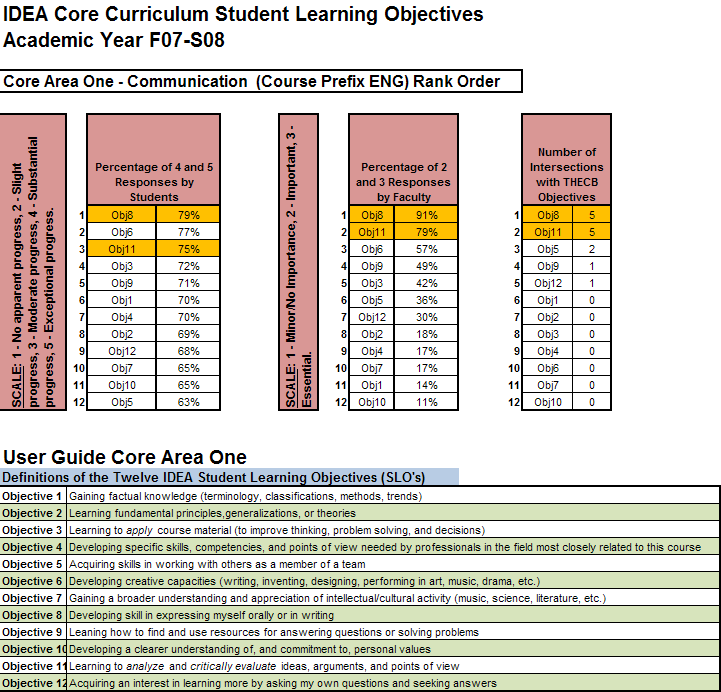 IDEA Core Curriculum Student Learning Objectives
Academic Year F07-S08
Core Area One - Communication (Course Prefix ENG) Rank Order
SCALE: 1 - No apparent progress, 2 - Slight
progress, 3 - Moderate progress, 4 - Substantial
progress, 5 - Exceptional progress.
Percentage of 4 and 5
Responses by
Students
1 Obj8 79%
2 Obj6 77%
3 Obj11 75%
4 Obj3 72%
5 Obj9 71%
6 Obj1 70%
7 Obj4 70%
8 Obj2 69%
9 Obj12 68%
10 Obj7 65%
11 Obj10 65%
12 Obj5 63%
SCALE: 1 - Minor/No Importance, 2 - Important, 3 -
Essential.
Percentage of 2
and 3 Responses
by Faculty
1 Obj8 91%
2 Obj11 79%
3 Obj6 57%
4 Obj9 49%
5 Obj3 42%
6 Obj5 36%
7 Obj12 30%
8 Obj2 18%
9 Obj4 17%
10 Obj7 17%
11 Obj1 14%
12 Obj10 11%
Number of
Intersections
with THECB
Objectives
1 Obj8 5
2 Obj11 5
3 Obj5 2
4 Obj9 1
5 Obj12 1
6 Obj1 0
7 Obj2 0
8 Obj3 0
9 Obj4 0
10 Obj6 0
11 Obj7 0
12 Obj10 0
User Guide Core Area One
Definitions of the Twelve IDEA Student Learning Objectives (SLO's)
Objective 1 Gaining factual knowledge (terminology, classifications, methods, trends)
Objective 2 Learning fundamental principles,generalizations, or theories
Objective 3 Learning to apply course material (to improve thinking, problem solving, and decisions)
Objective 4 Developing specific skills, competencies, and points of view needed by professionals in the field most closely related to this course
Objective 5 Acquiring skills in working with others as a member of a team
Objective 6 Developing creative capacities (writing, inventing, designing, performing in art, music, drama, etc.)
Objective 7 Gaining a broader understanding and appreciation of intellectual/cultural activity (music, science, literature, etc.)
Objective 8 Developing skill in expressing myself orally or in writing
Objective 9 Leaning how to find and use resources for answering questions or solving problems
Objective 10 Developing a clearer understanding of, and commitment to, personal values
Objective 11 Learning to analyze and critically evaluate ideas, arguments, and points of view
Objective 12 Acquiring an interest in learning more by asking my own questions and seeking answers